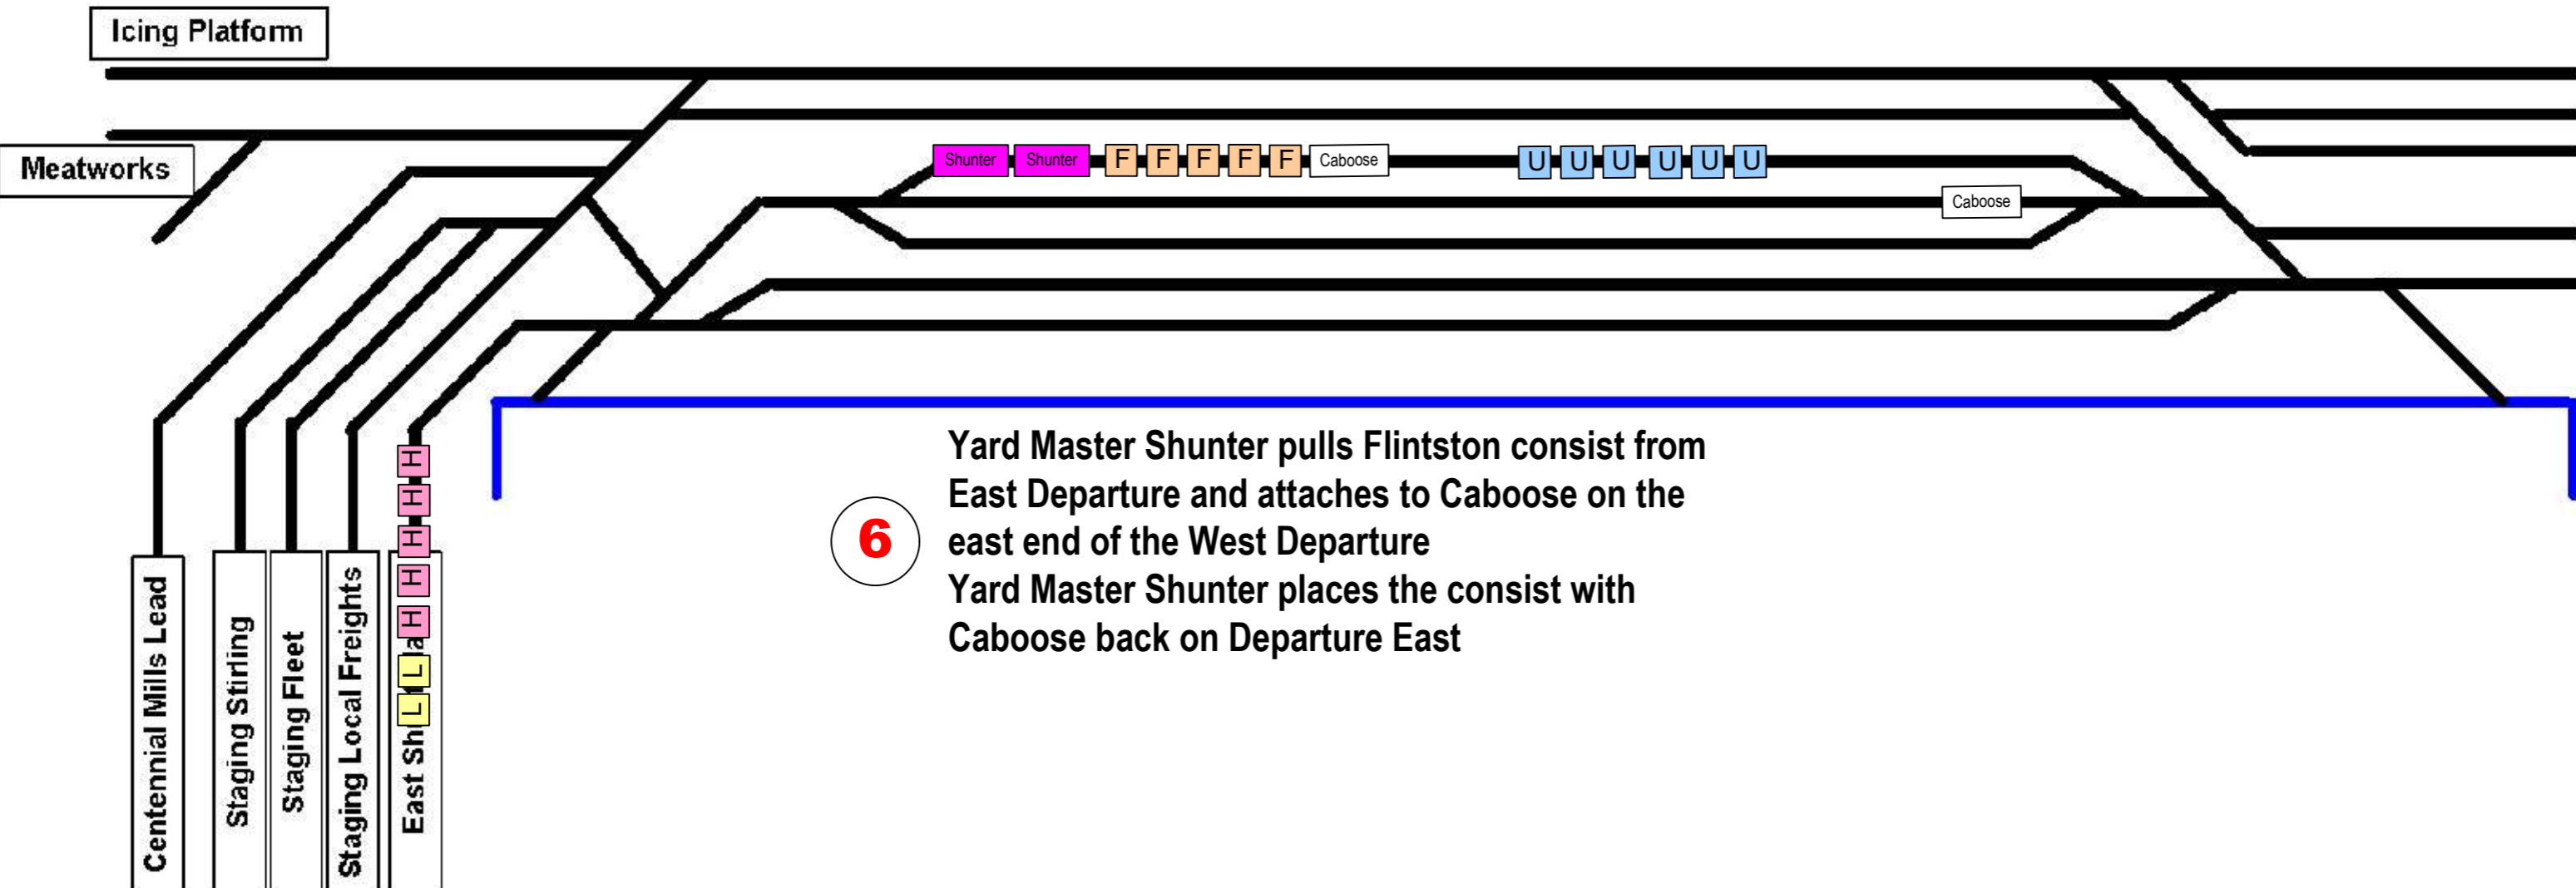 Icing Platform
Meatworks
Shunter Shunter F F F F F Caboose U U U U U U
Caboose
H
H
H
H
H
L
L
Centennial Mills Lead
Staging Stirling
Staging Fleet
Staging Local Freights
East
6
Yard Master Shunter pulls Flintston consist from
East Departure and attaches to Caboose on the
east end of the West Departure
Yard Master Shunter places the consist with
Caboose back on Departure East